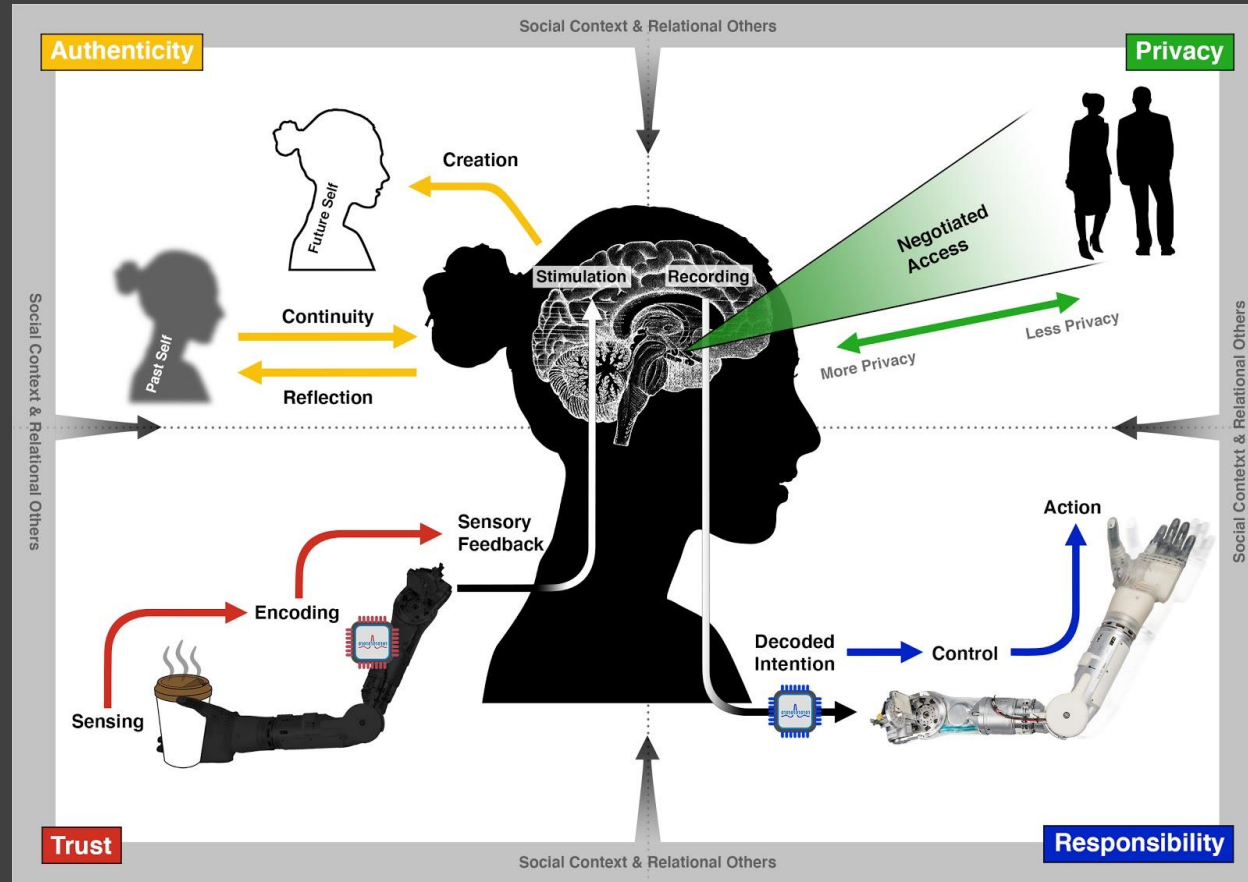 Social Context & Relational Others
Authenticity
Privacy
Creation
Future Self
Negotiated
Access
Stimulation
Recording
Past Self
Continuity
Reflection
Less Privacy
More Privacy
Social Context & Relational Others
Social Contetxt & Relational Others
Sensory
Feedback
Action
Encoding
Sensing
Decoded
Intention
Control
Trust
Responsibility
Social Context & Relational Others